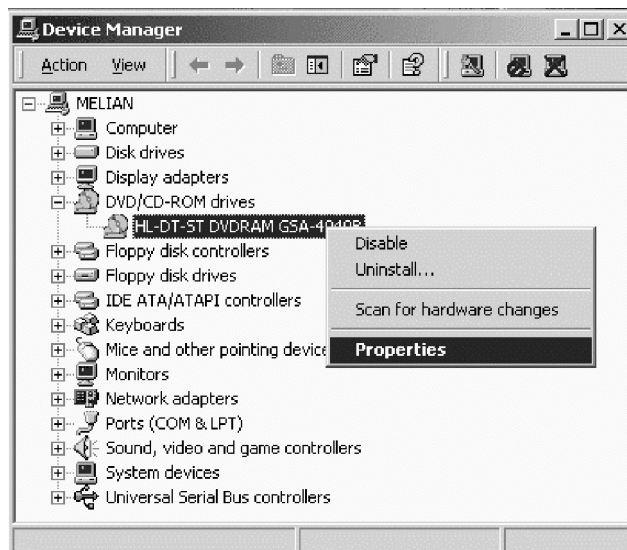 Device Manager
Action View
MELIAN
Computer
Disk drives
Display adapters
DVD/CD-ROM drives
HL-DT-ST DVDRAM GSA-4040B
Disable
Floppy disk controllers
Uninstall...
Floppy disk drives
IDE ATA/ATAPI controllers
Scan for hardware changes
Keyboards
Mice and other pointing device
Properties
Monitors
Network adapters
Ports (COM & LPT)
Sound, video and game controllers
System devices
Universal Serial Bus controllers